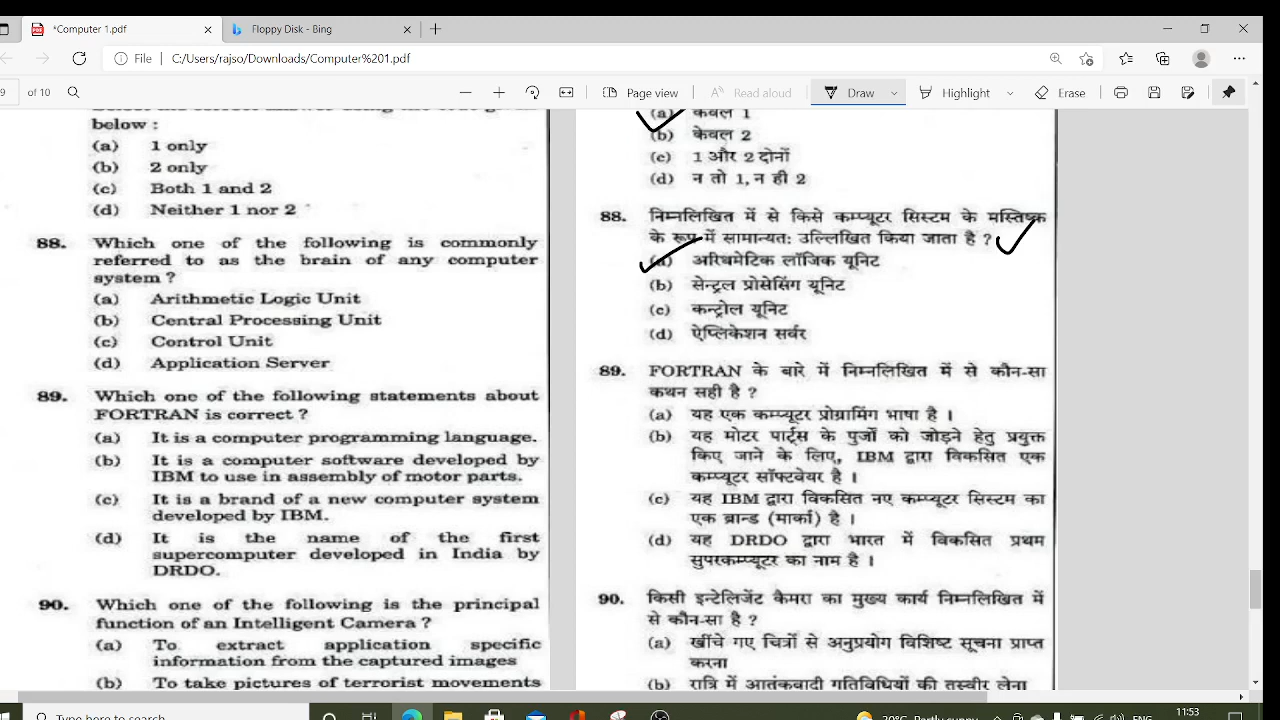 *Computer 1.pdf
Floppy Disk - Bing
File
C:/Users/rajso/Downloads/Computer%201.pdf
9 of 10
Page view
Read aloud
Draw
Highlight
Erase
below :
(a) 1 only
(b) 2 only
(c) Both 1 and 2
(d) Neither 1 nor 2
88. Which one of the following is commonly
referred to as the brain of any computer
system ?
(a) Arithmetic Logic Unit
(b) Central Processing Unit
(c) Control Unit
(d) Application Server
89. Which one of the following statements about
FORTRAN is correct ?
(a) It is a computer programming language.
(b) It is a computer software developed by
IBM to use in assembly of motor parts.
(c) It is a brand of a new computer system
developed by IBM.
(d) It is the name of the first
supercomputer developed in India by
DRDO.
90. Which one of the following is the principal
function of an Intelligent Camera ?
(a) To extract application specific
information from the captured images
(b) To take pictures of terrorist movements
(a) केवल 1
(b) केवल 2
(c) 1 और 2 दोनों
(d) न तो 1, न ही 2
88. निम्नलिखित में से किसे कम्प्यूटर सिस्टम के मस्तिष्क
के रूप में सामान्यत: उल्लिखित किया जाता है ?
(a) अरिथमेटिक लॉजिक यूनिट
(b) सेन्ट्रल प्रोसेसिंग यूनिट
(c) कन्ट्रोल यूनिट
(d) ऐप्लिकेशन सर्वर
89. FORTRAN के बारे में निम्नलिखित में से कौन-सा
कथन सही है ?
(a) यह एक कम्प्यूटर प्रोग्रामिंग भाषा है ।
(b) यह मोटर पार्ट्स के पुर्जों को जोड़ने हेतु प्रयुक्त
किए जाने के लिए, IBM द्वारा विकसित एक
कम्प्यूटर सॉफ्टवेयर है ।
(c) यह IBM द्वारा विकसित नए कम्प्यूटर सिस्टम का
एक ब्रान्ड (मार्का) है ।
(d) यह DRDO द्वारा भारत में विकसित प्रथम
सुपरकम्प्यूटर का नाम है ।
90. किसी इन्टेलिजेंट कैमरा का मुख्य कार्य निम्नलिखित में
से कौन-सा है ?
(a) खींचे गए चित्रों से अनुप्रयोग विशिष्ट सूचना प्राप्त
करना
(b) रात्रि में आतंकवादी गतिविधियों की तस्वीर लेना
Type here to search
Partly sunny
ENG
11:53